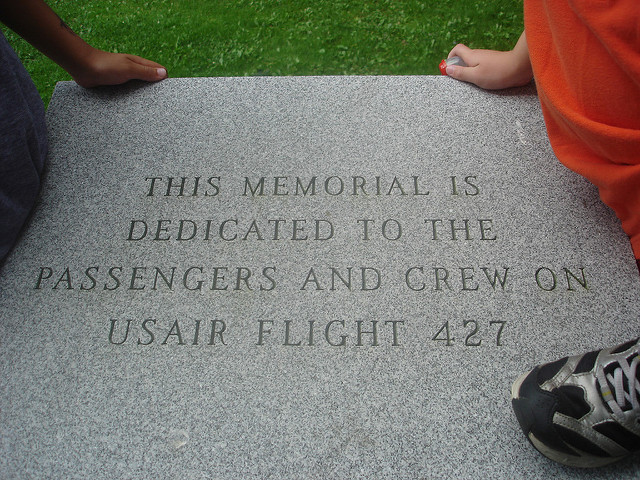 THIS MEMORIAL IS
DEDICATED TO THE
PASSENGERS AND CREW ON
USAIR FLIGHT 427